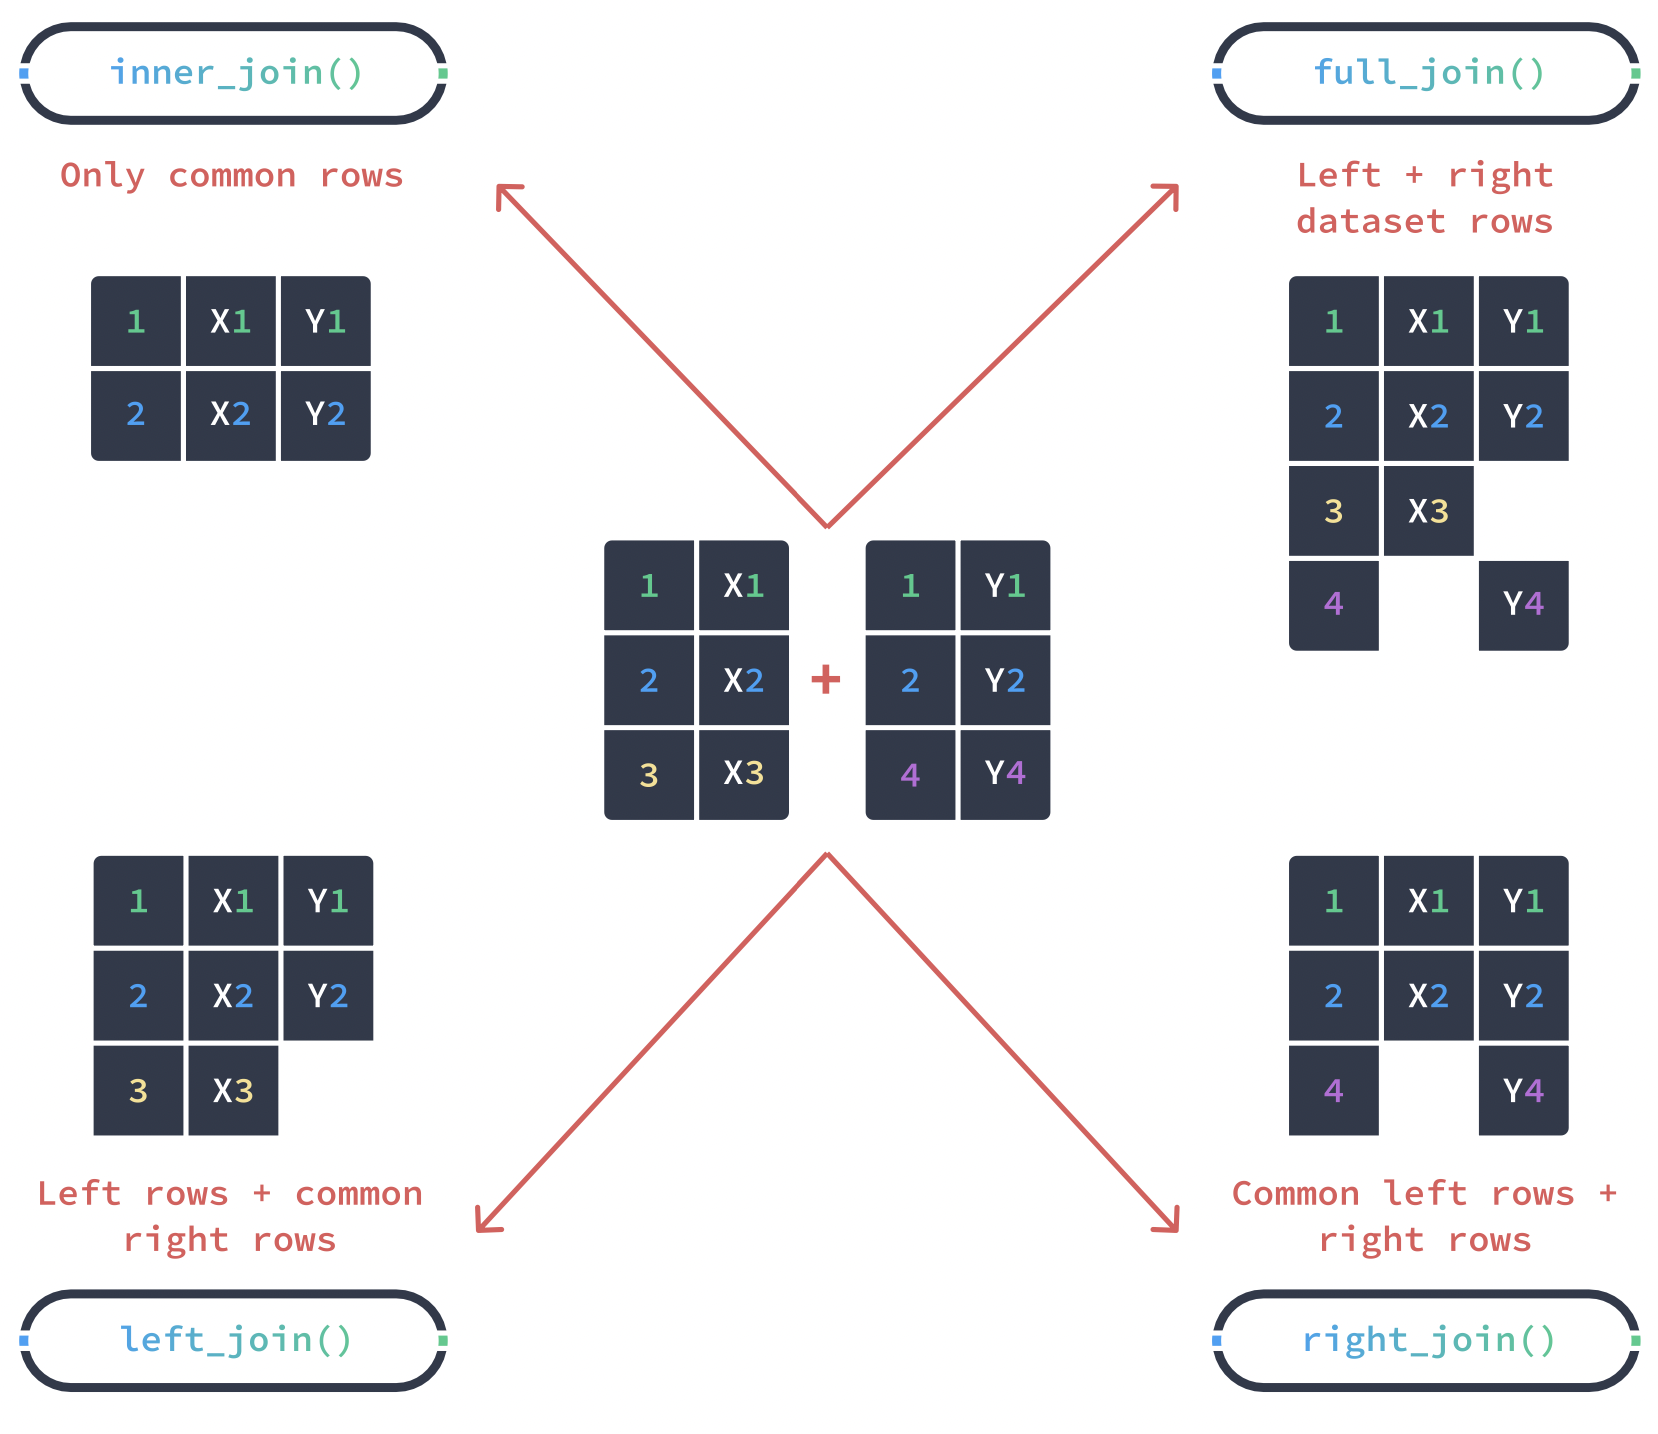 inner_join()
Only common rows
1 X1 Y1
2 X2 Y2
full_join()
Left + right
dataset rows
1 X1 Y1
2 X2 Y2
3 X3
4 Y4
1 X1 + 1 Y1
2 X2 2 Y2
3 X3 4 Y4
1 X1 Y1
2 X2 Y2
3 X3
Left rows + common
right rows
left_join()
1 X1 Y1
2 X2 Y2
4 Y4
Common left rows +
right rows
right_join()